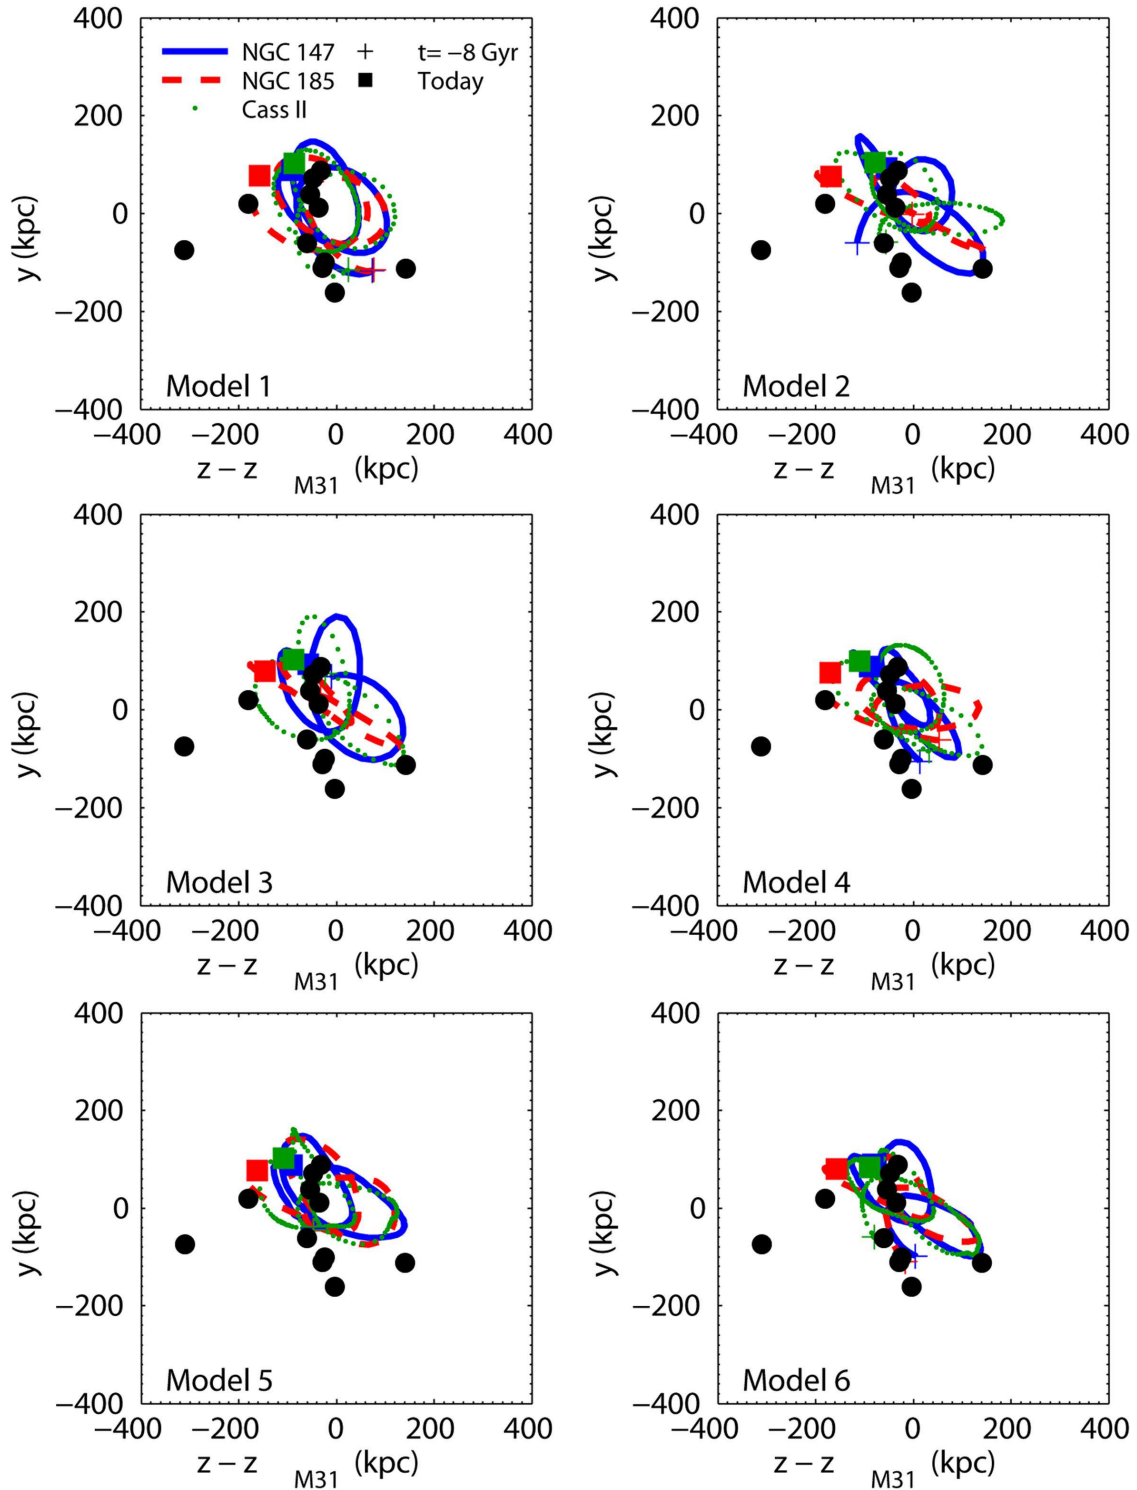 400
200
0
−200
−400
y (kpc)
NGC 147
NGC 185
Cass II
t= −8 Gyr
Today
Model 1
−400 −200 0 200 400
z − z M31 (kpc)
400
200
0
−200
−400
y (kpc)
Model 2
−400 −200 0 200 400
z − z M31 (kpc)
400
200
0
−200
−400
y (kpc)
Model 3
−400 −200 0 200 400
z − z M31 (kpc)
400
200
0
−200
−400
y (kpc)
Model 4
−400 −200 0 200 400
z − z M31 (kpc)
400
200
0
−200
−400
y (kpc)
Model 5
−400 −200 0 200 400
z − z M31 (kpc)
400
200
0
−200
−400
y (kpc)
Model 6
−400 −200 0 200 400
z − z M31 (kpc)